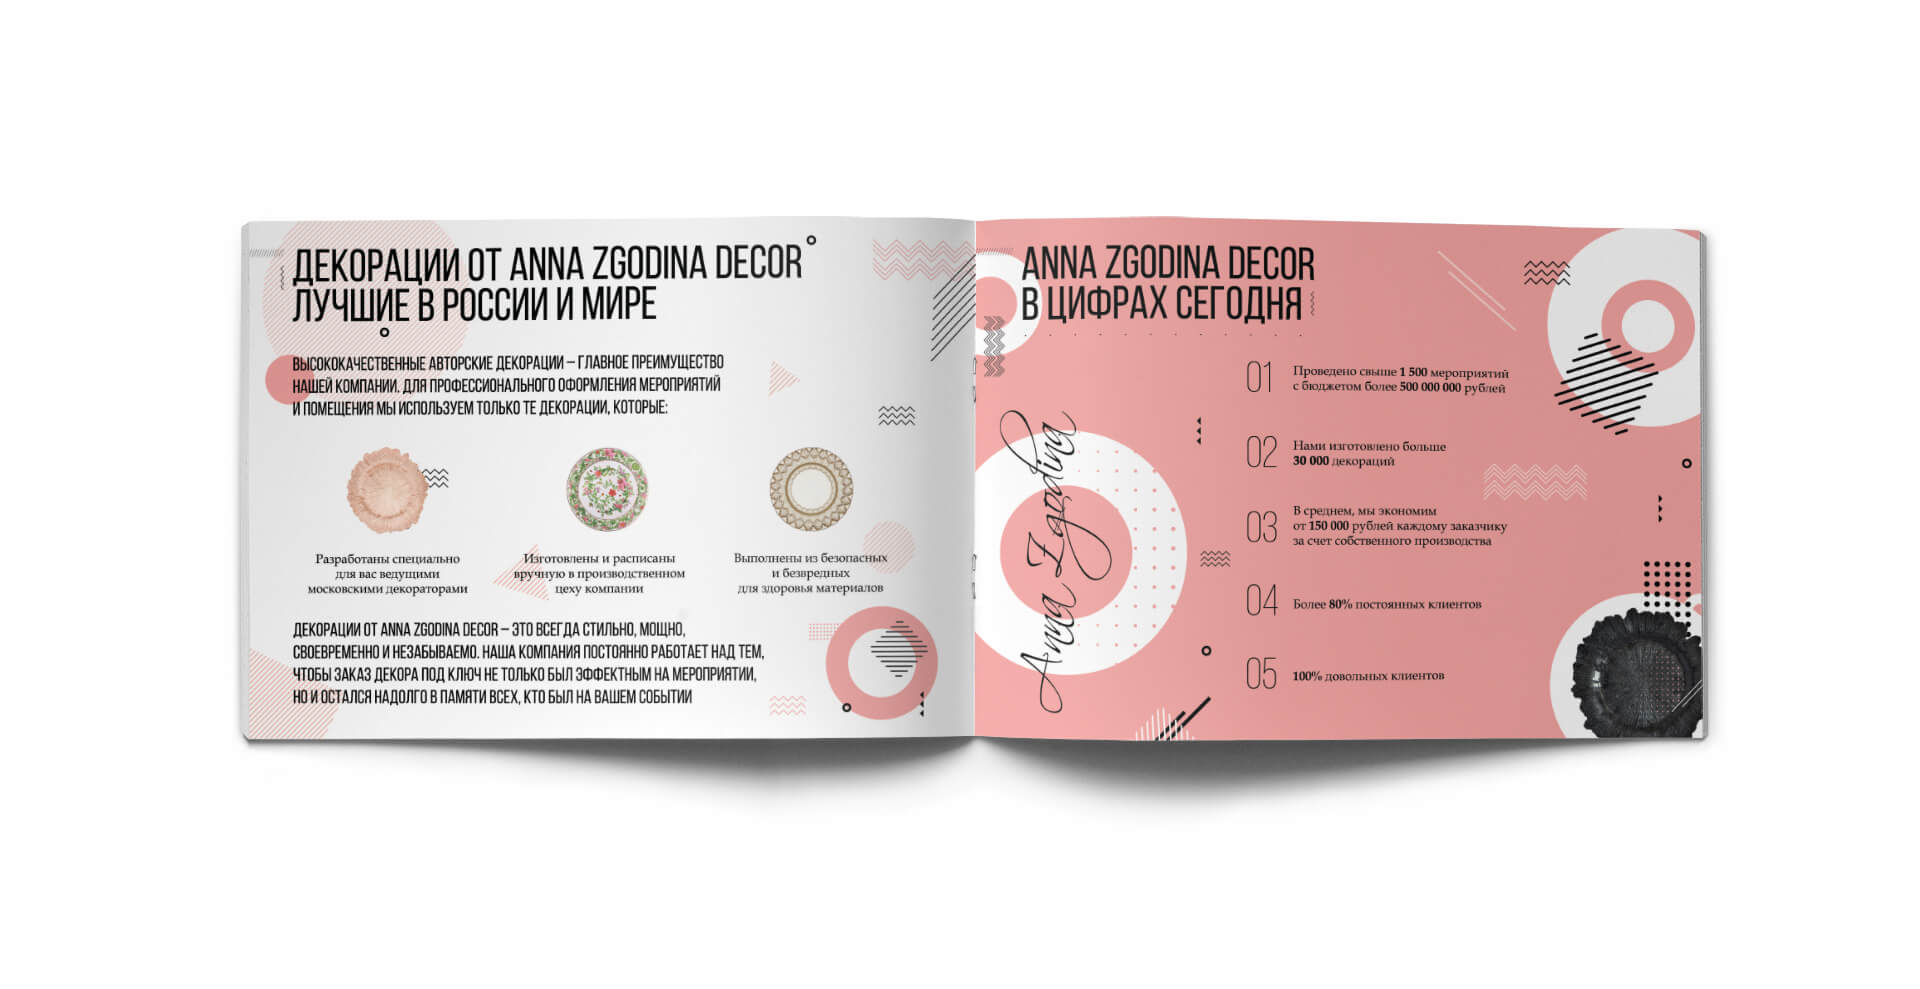 ДЕКОРАЦИИ ОТ ANNA ZGODINA DECOR
ЛУЧШИЕ В РОССИИ И МИРЕ
ВЫСОКОКАЧЕСТВЕННЫЕ АВТОРСКИЕ ДЕКОРАЦИИ – ГЛАВНОЕ ПРЕИМУЩЕСТВО
НАШЕЙ КОМПАНИИ. ДЛЯ ПРОФЕССИОНАЛЬНОГО ОФОРМЛЕНИЯ МЕРОПРИЯТИЙ
И ПОМЕЩЕНИЯ МЫ ИСПОЛЬЗУЕМ ТОЛЬКО ТЕ ДЕКОРАЦИИ, КОТОРЫЕ:
Разработаны специально
для вас ведущими
московскими декораторами
Изготовлены и расписаны
вручную в производственном
цеху компании
Выполнены из безопасных
и безвредных
для здоровья материалов
ДЕКОРАЦИИ ОТ ANNA ZGODINA DECOR – ЭТО ВСЕГДА СТИЛЬНО, МОЩНО,
СВОЕВРЕМЕННО И НЕЗАБЫВАЕМО. НАША КОМПАНИЯ ПОСТОЯННО РАБОТАЕТ НАД ТЕМ,
ЧТОБЫ ЗАКАЗ ДЕКОРА ПОД КЛЮЧ НЕ ТОЛЬКО БЫЛ ЭФФЕКТНЫМ НА МЕРОПРИЯТИИ,
НО И ОСТАЛСЯ НАДОЛГО В ПАМЯТИ ВСЕХ, КТО БЫЛ НА ВАШЕМ СОБЫТИИ
ANNA ZGODINA DECOR
В ЦИФРАХ СЕГОДНЯ
Anna Zgodina
01
Проведено свыше 1 500 мероприятий
с бюджетом более 500 000 000 рублей
02
Нами изготовлено больше
30 000 декораций
03
В среднем, мы экономим
от 150 000 рублей каждому заказчику
за счет собственного производства
04
Более 80% постоянных клиентов
05
100% довольных клиентов